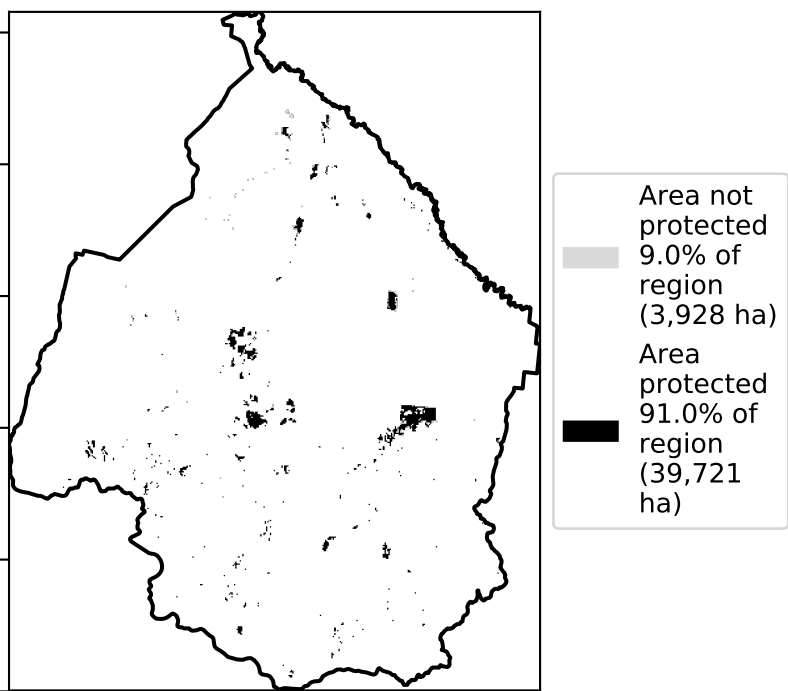 Area not
protected
9.0% of
region
(3,928 ha)
Area
protected
91.0% of
region
(39,721
ha)